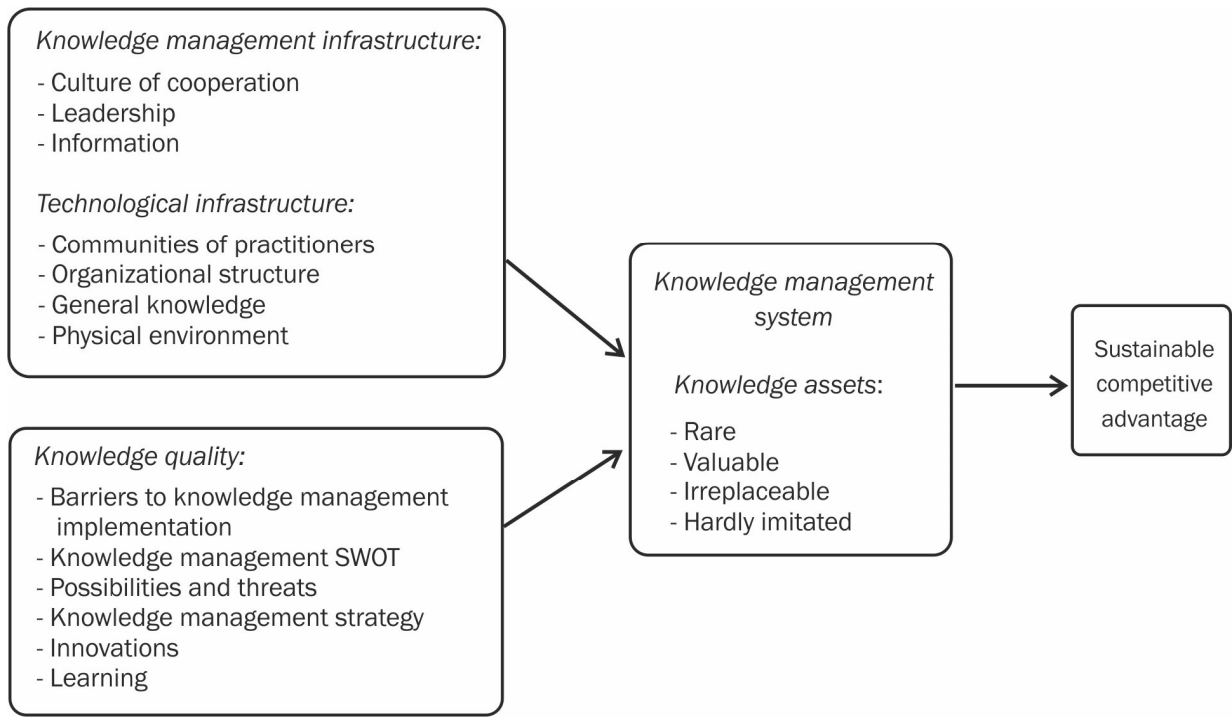 Knowledge management infrastructure:
- Culture of cooperation
- Leadership
- Information
Technological infrastructure:
- Communities of practitioners
- Organizational structure
- General knowledge
- Physical environment
Knowledge quality:
- Barriers to knowledge management
implementation
- Knowledge management SWOT
- Possibilities and threats
- Knowledge management strategy
- Innovations
- Learning
Knowledge management
system
Knowledge assets:
- Rare
- Valuable
- Irreplaceable
- Hardly imitated
Sustainable
competitive
advantage